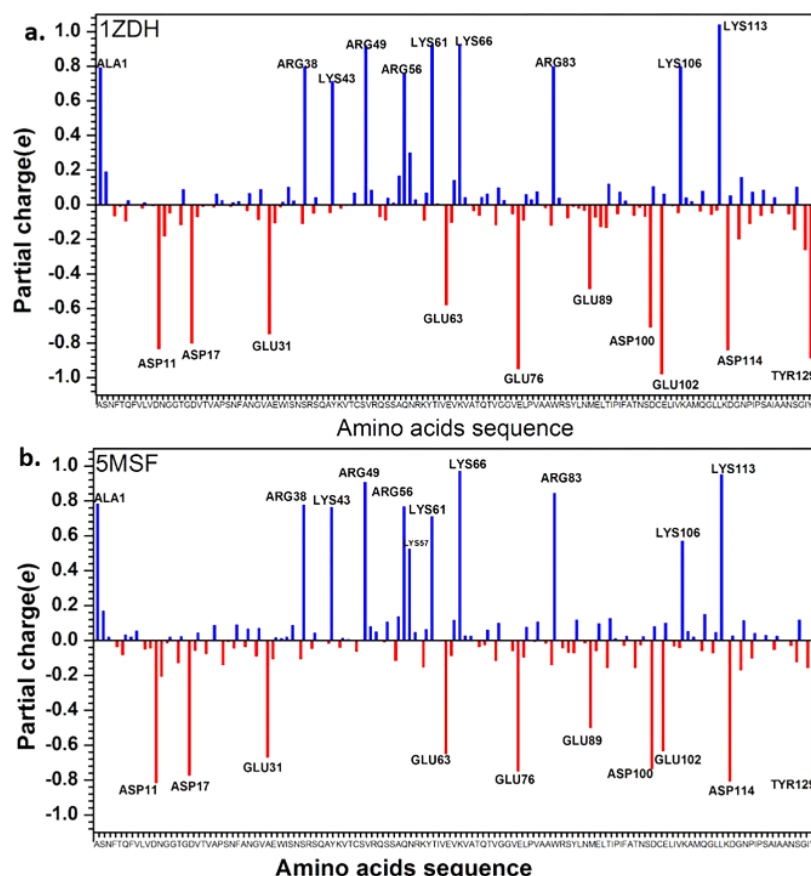 a.
1ZDH
Partial charge(e)
1.0
0.8
0.6
0.4
0.2
0.0
-0.2
-0.4
-0.6
-0.8
-1.0
ALA1
ARG38
LYS43
ARG49
ARG56
LYS61
LYS66
ARG83
LYS106
LYS113
ASP11
ASP17
GLU31
GLU63
GLU76
GLU89
ASP100
GLU102
ASP114
TYR129
Amino acids sequence
b.
5MSF
Partial charge(e)
1.0
0.8
0.6
0.4
0.2
0.0
-0.2
-0.4
-0.6
-0.8
-1.0
ALA1
ARG38
LYS43
ARG49
ARG56
LYS57
LYS61
LYS66
ARG83
LYS106
LYS113
ASP11
ASP17
GLU31
GLU63
GLU76
GLU89
ASP100
GLU102
ASP114
TYR129
Amino acids sequence